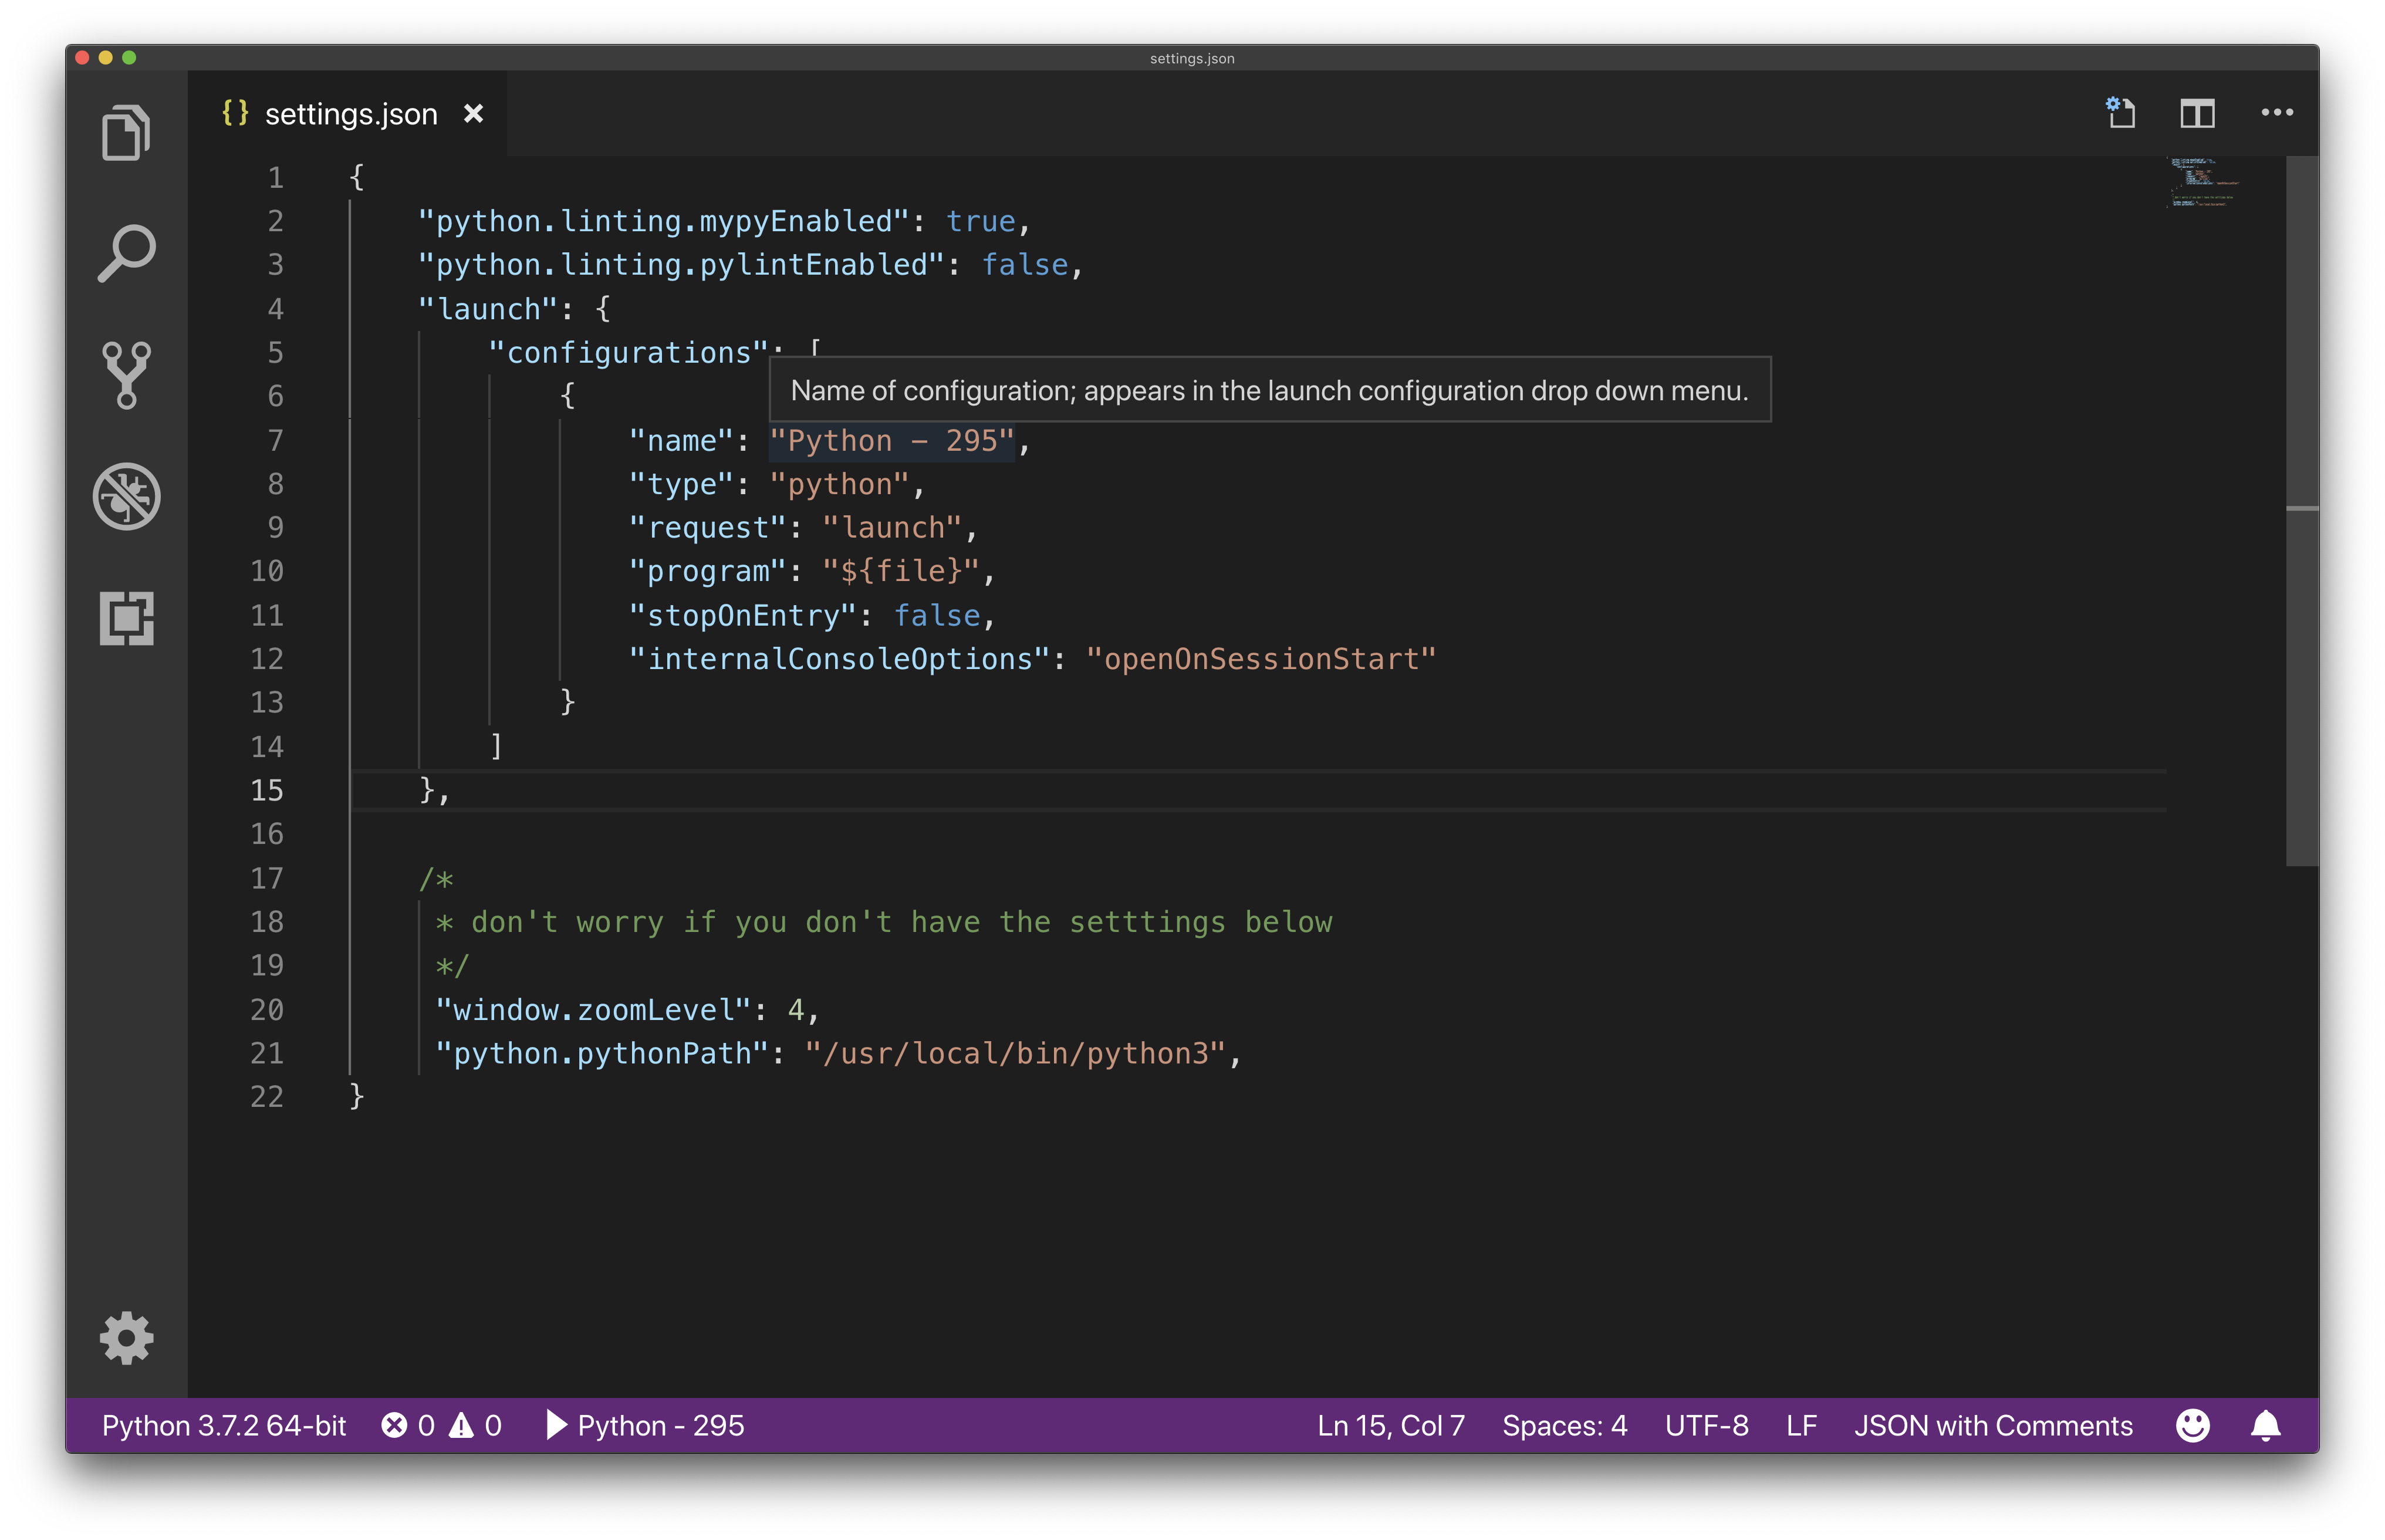 settings.json
{} settings.json ×
1 {
2     "python.linting.mypyEnabled": true,
3     "python.linting.pylintEnabled": false,
4     "launch": {
5         "configurations": [
Name of configuration; appears in the launch configuration drop down menu.
6             {
7                 "name": "Python - 295",
8                 "type": "python",
9                 "request": "launch",
10                 "program": "${file}",
11                 "stopOnEntry": false,
12                 "internalConsoleOptions": "openOnSessionStart"
13             }
14         ]
15     },
16
17     /*
18      * don't worry if you don't have the setttings below
19      */
20      "window.zoomLevel": 4,
21      "python.pythonPath": "/usr/local/bin/python3",
22 }
Python 3.7.2 64-bit 0 0 Python - 295 Ln 15, Col 7 Spaces: 4 UTF-8 LF JSON with Comments